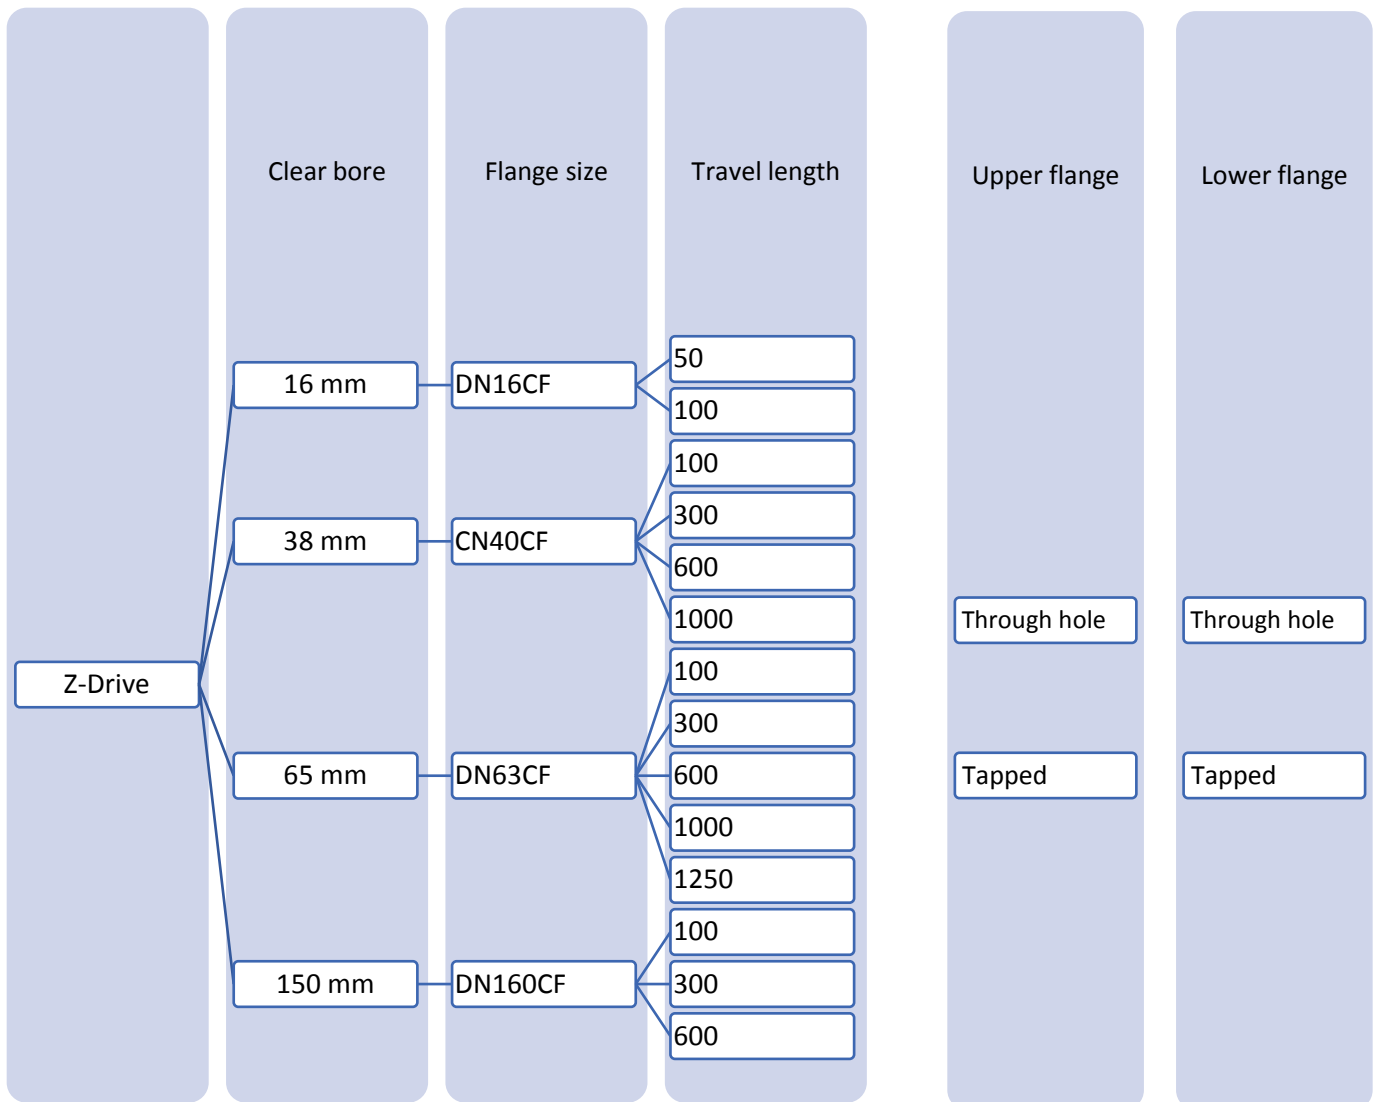 Clear bore
Flange size
Travel length
Upper flange
Lower flange
Z-Drive
16 mm
DN16CF
50
100
38 mm
CN40CF
100
300
600
1000
65 mm
DN63CF
100
300
600
1000
1250
150 mm
DN160CF
100
300
600
Through hole
Tapped
Through hole
Tapped